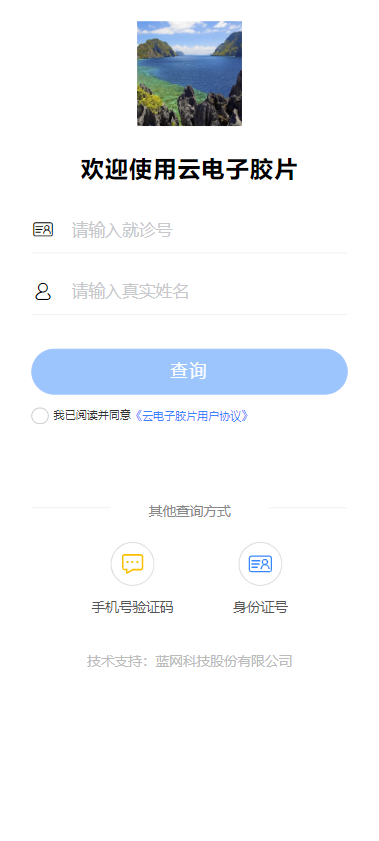 欢迎使用云电子胶片
请输入就诊号
请输入真实姓名
查询
我已阅读并同意《云电子胶片用户协议》
其他查询方式
手机号验证码 身份证号
技术支持：蓝网科技股份有限公司